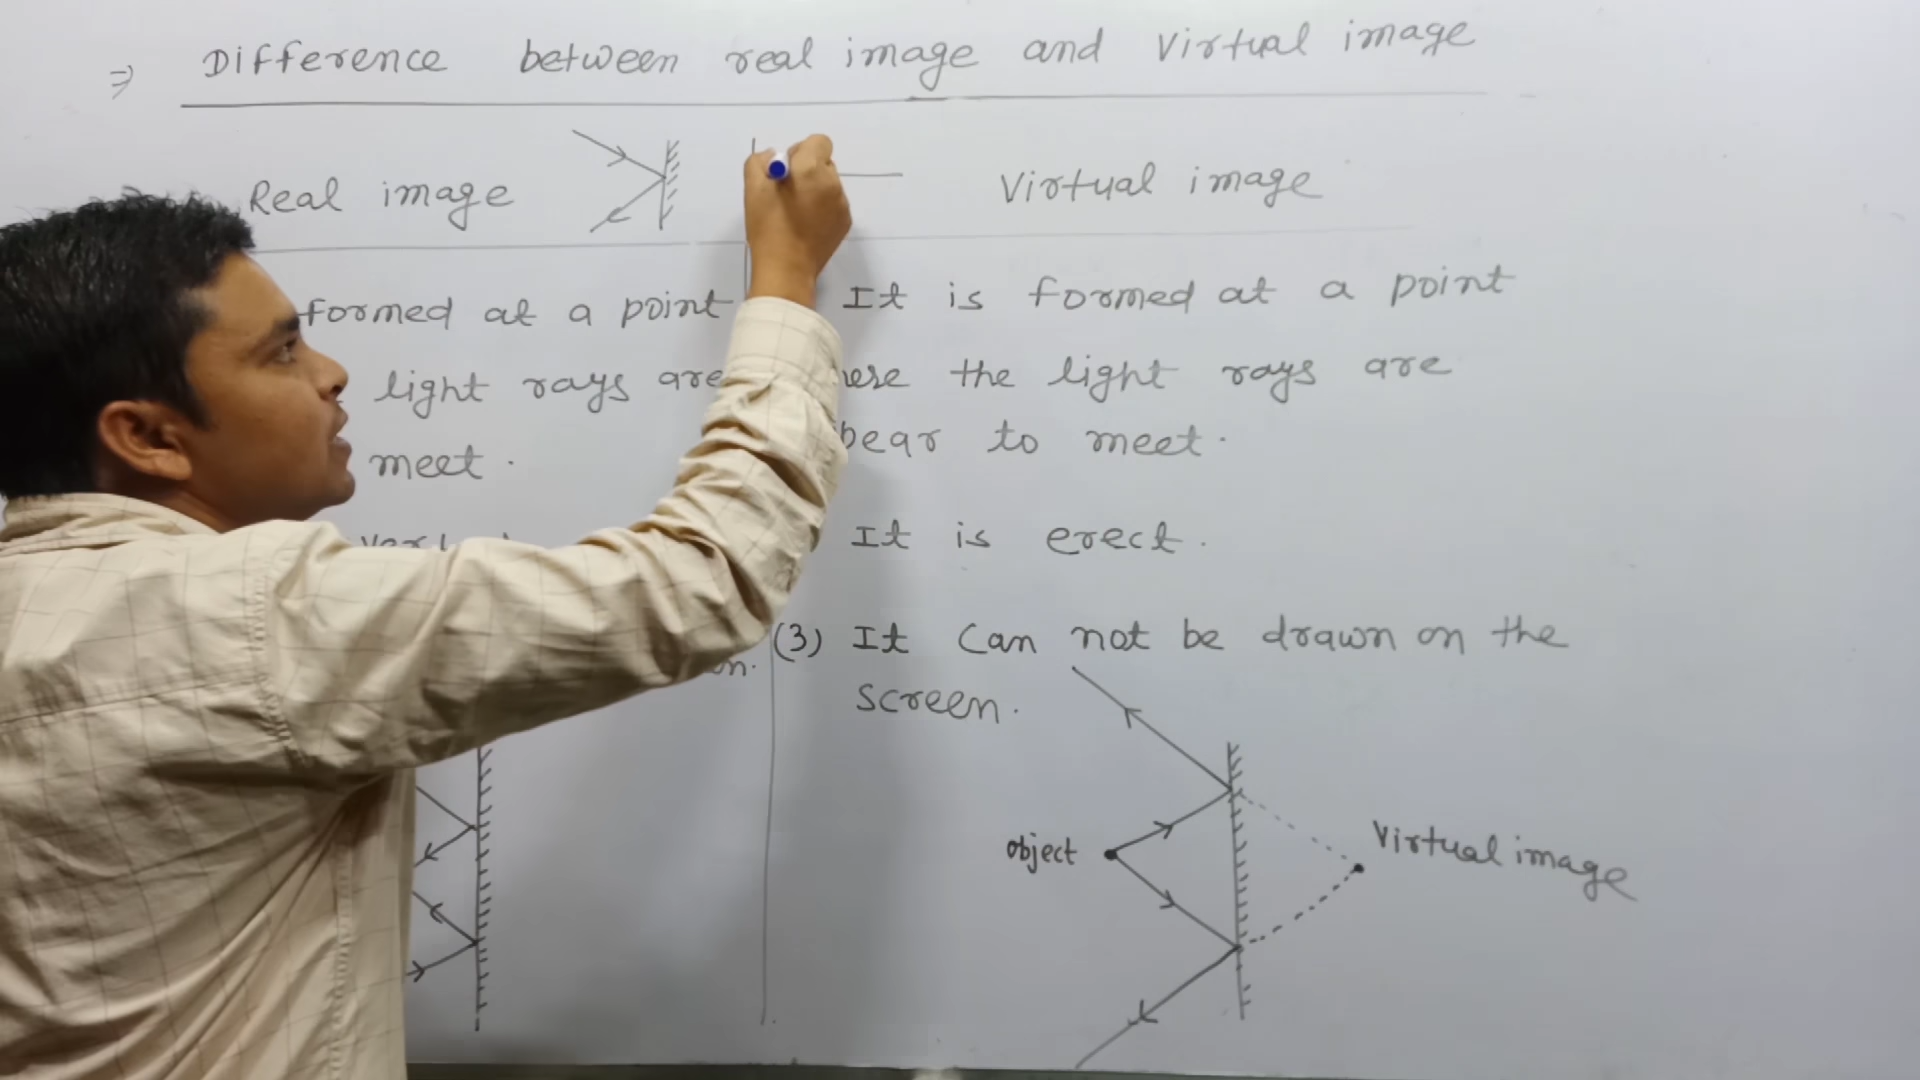 ⇒ Difference between real image and Virtual image
Real image
formed at a point
light rays are
meet.
Virtual image
It is formed at a point
the light rays are
to meet.
It is erect.
(3) It Can not be drawn on the
screen.
object
Virtual image